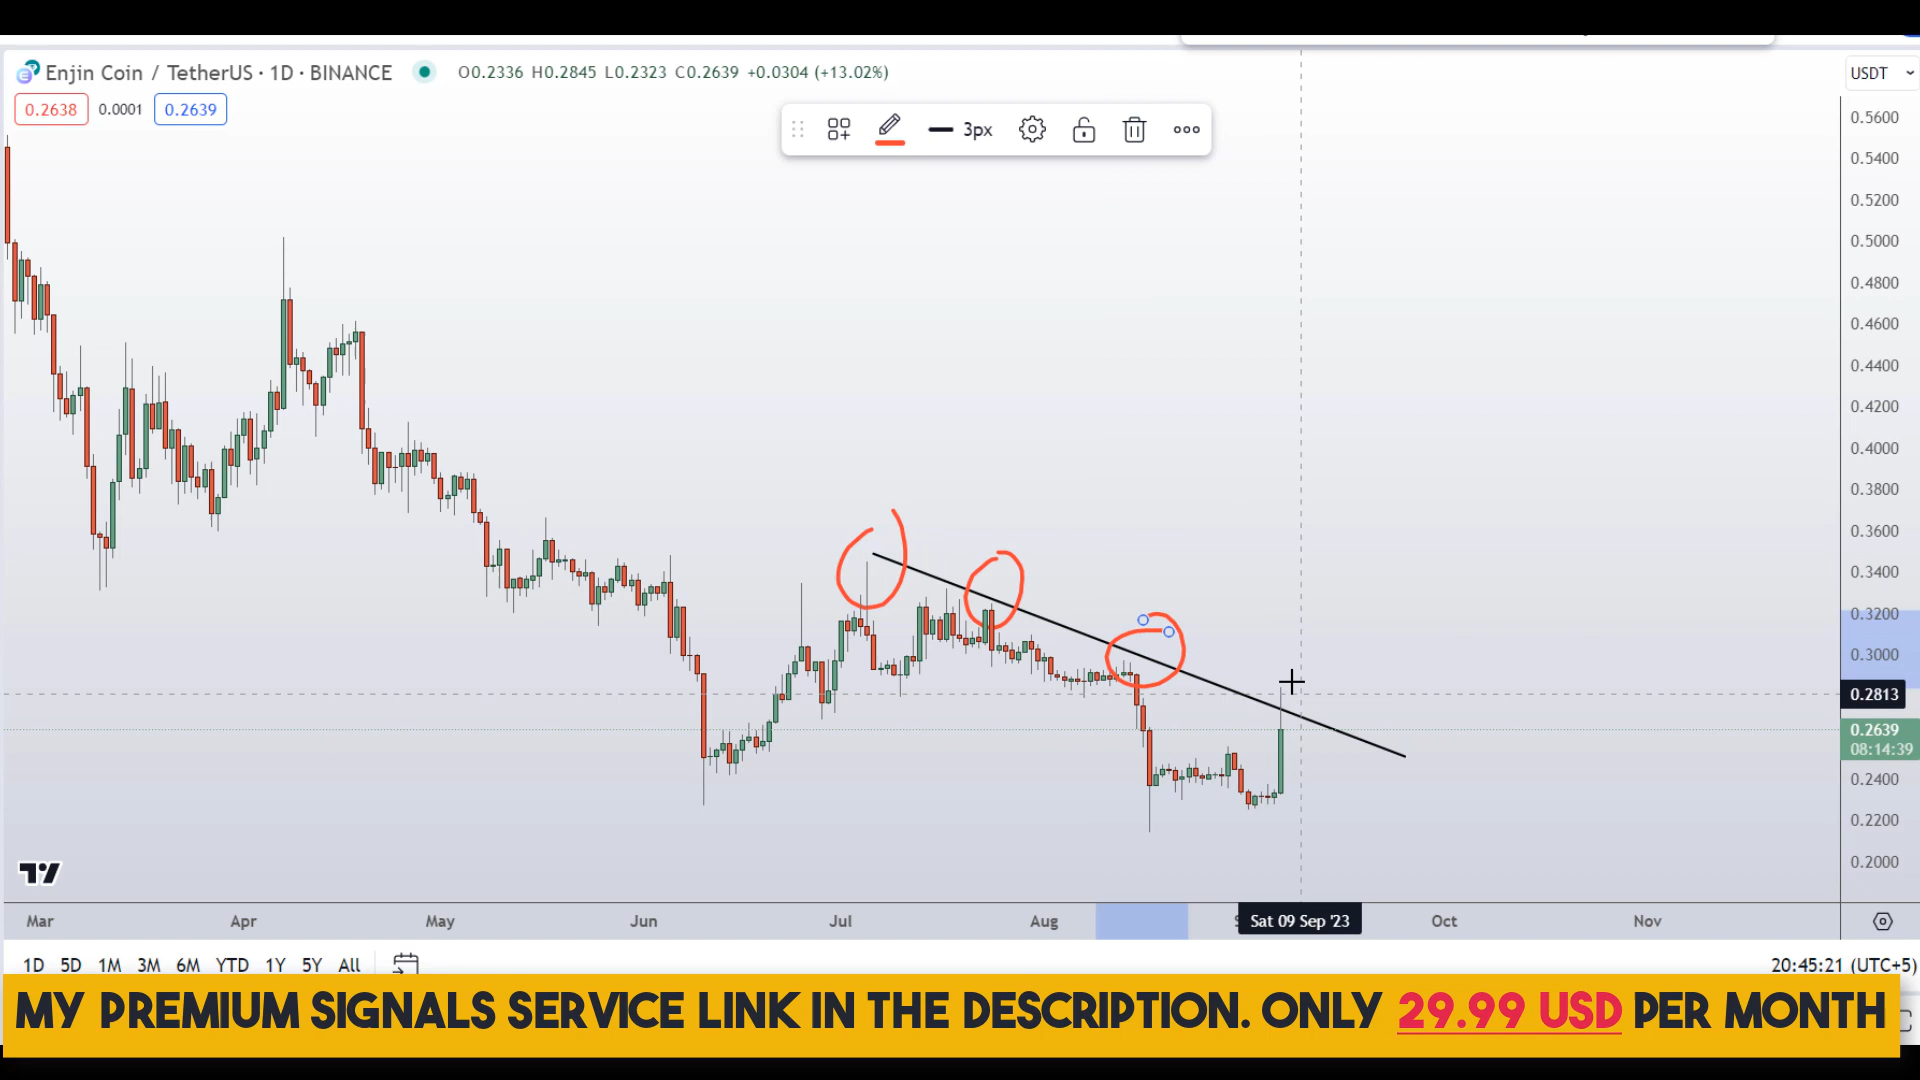 Enjin Coin / TetherUS · 1D · BINANCE O0.2336 H0.2845 L0.2323 C0.2639 +0.0304 (+13.02%)
USDT
0.2638 0.0001 0.2639
3px
0.5600
0.5400
0.5200
0.5000
0.4800
0.4600
0.4400
0.4200
0.4000
0.3800
0.3600
0.3400
0.3200
0.3000
0.2813
0.2639
08:14:39
0.2400
0.2200
0.2000
Mar Apr May Jun Jul Aug Sat 09 Sep '23 Oct Nov
1D 5D 1M 3M 6M YTD 1Y 5Y All 20:45:21 (UTC+5)
MY PREMIUM SIGNALS SERVICE LINK IN THE DESCRIPTION. ONLY 29.99 USD PER MONTH